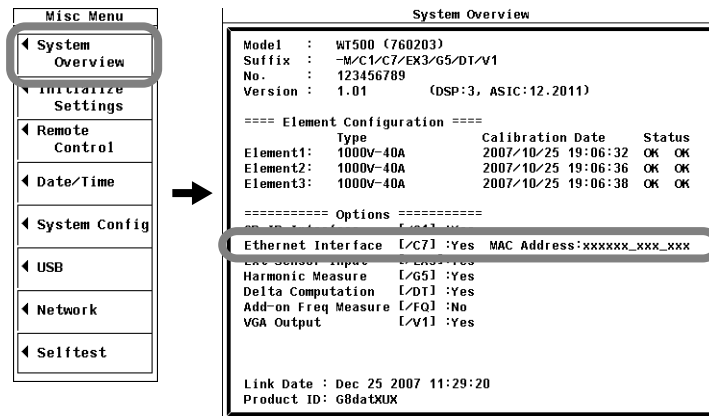 Misc Menu
System
Overview
Initialize
Settings
Remote
Control
Date/Time
System Config
USB
Network
Selftest
System Overview
Model : WT500 (760203)
Suffix : -M/C1/C7/EX3/G5/DT/V1
No. : 123456789
Version : 1.01 (DSP:3, ASIC:12.2011)
==== Element Configuration ====
Type Calibration Date Status
Element1: 1000V-40A 2007/10/25 19:06:32 OK OK
Element2: 1000V-40A 2007/10/25 19:06:36 OK OK
Element3: 1000V-40A 2007/10/25 19:06:38 OK OK
=========== Options ===========
Ethernet Interface [/C7] :Yes MAC Address:xxxxxx_xxx_xxx
Ext Sensor Input [/EX3] :Yes
Harmonic Measure [/G5] :Yes
Delta Computation [/DT] :Yes
Add-on Freq Measure [/FQ] :No
VGA Output [/V1] :Yes
Link Date : Dec 25 2007 11:29:20
Product ID: G8datXUX